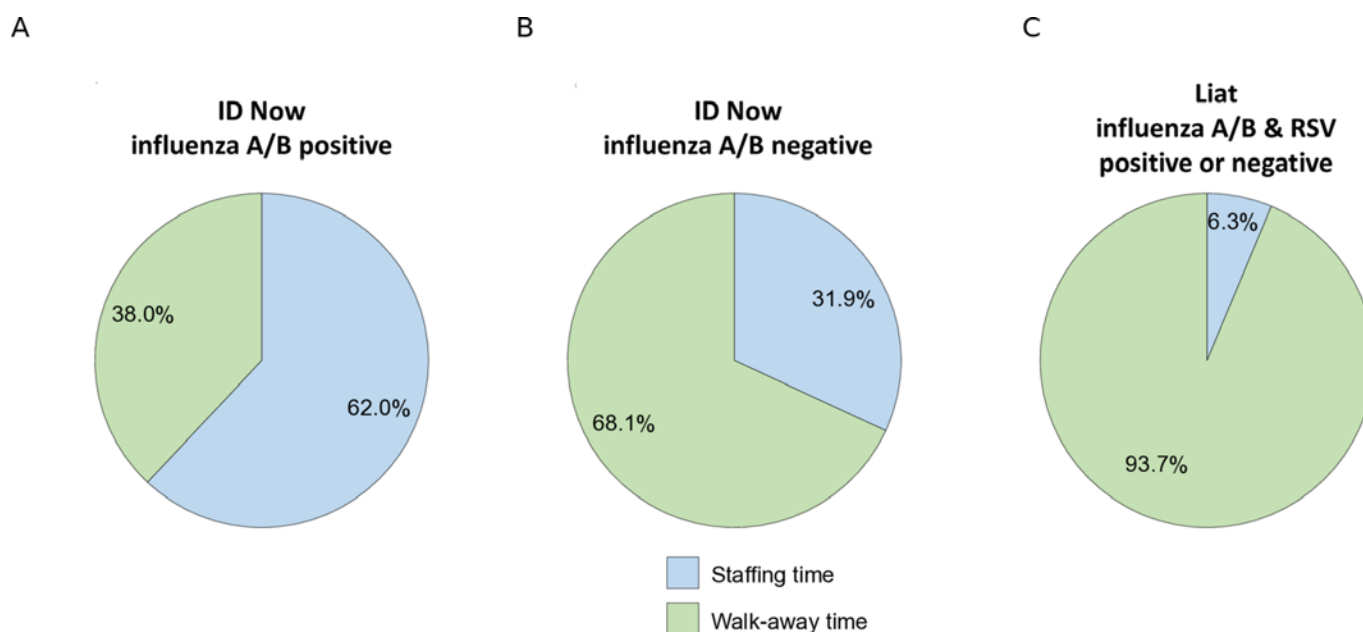 A
B
C
ID Now
influenza A/B positive
ID Now
influenza A/B negative
Liat
influenza A/B & RSV
positive or negative
38.0%
62.0%
31.9%
68.1%
6.3%
93.7%
Staffing time
Walk-away time